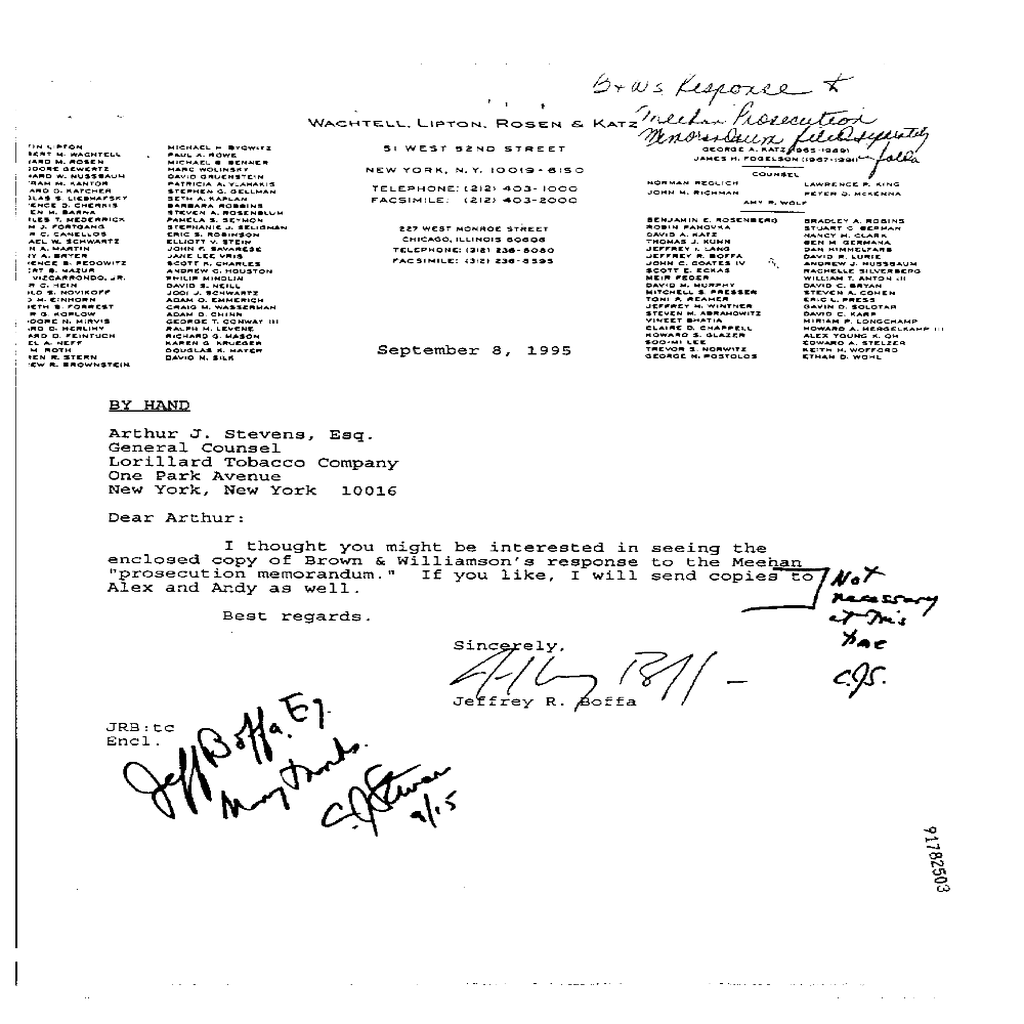 B+W's Response to
Meehan Prosecution
Memorandum filed separately
WACHTELL, LIPTON, ROSEN & KATZ
51 WEST 52ND STREET
NEW YORK, N.Y. 10019-6150
TELEPHONE: (212) 403-1000
FACSIMILE: (212) 403-2000
227 WEST MONROE STREET
CHICAGO, ILLINOIS 60606
TELEPHONE: (312) 236-6060
FACSIMILE: (312) 236-8595
MICHAEL H. BYOWITZ
PAUL A. ROWE
MARC WOLINSKY
DAVID GRUENSTEIN
PATRICIA A. VLAHAKIS
STEPHEN G. GELLMAN
SETH A. KAPLAN
BARBARA ROBBINS
STEVEN A. ROSENBLUM
PAMELA S. SEYMON
STEPHANIE J. SELIGMAN
ERIC S. ROBINSON
ELLIOTT V. STEIN
JOHN F. SAVARESE
JANE LEE VRIS
SCOTT K. CHARLES
ANDREW C. HOUSTON
PHILIP MINDLIN
DAVID S. NEILL
JODI J. SCHWARTZ
ADAM O. EMMERICH
CRAIG M. WASSERMAN
ADAM D. CHINN
GEORGE T. CONWAY III
RALPH M. LEVENE
RICHARD G. MASON
KAREN G. KRUEGER
DOUGLAS K. MAYER
DAVID M. SILK
GEORGE A. KATZ (1965-1989)
JAMES H. FOGELSON (1967-1991)
COUNSEL
NORMAN REDLICH
JOHN M. RICHMAN
LAWRENCE P. KING
PETER D. MCKENNA
AMY R. WOLF
BENJAMIN E. ROSENBERG
ROBIN PANOVKA
DAVID A. KATZ
THOMAS J. KUHN
JEFFREY I. LANG
JEFFREY R. BOFFA
JOHN C. COATES IV
SCOTT E. ECKAS
MEIR FEDER
DAVID M. MURPHY
MITCHELL S. PRESSER
TONI P. REAMER
JEFFREY M. WINTNER
STEVEN M. ABRAMOWITZ
VINEET BHATIA
CLAIRE D. CHAPPELL
HOWARD S. GLAZER
SOO-MI LEE
TREVOR S. NORWITZ
GEORGE N. POSTOLOS
BRADLEY A. ROBINS
STUART C. BERMAN
NANCY M. CLARK
BEN M. GERMANA
DAN HIMMELFARB
DAVID R. LURIE
ANDREW J. NUSSBAUM
RACHELLE SILVERBERG
WILLIAM T. ANTON III
DAVID C. BRYAN
STEVEN A. COHEN
ERIC L. PRESS
GAVIN D. SOLOTAR
DAVID C. KARP
MIRIAM P. LONGCHAMP
HOWARD A. MERGELKAMP III
ALEX YOUNG K. OH
EDWARD A. STELZER
KEITH H. WOFFORD
ETHAN D. WOHL
September 8, 1995
BY HAND
Arthur J. Stevens, Esq.
General Counsel
Lorillard Tobacco Company
One Park Avenue
New York, New York 10016
Dear Arthur:
I thought you might be interested in seeing the
enclosed copy of Brown & Williamson's response to the Meehan
"prosecution memorandum." If you like, I will send copies to
Alex and Andy as well.
Not
necessary
at this
time
Best regards.
Sincerely,
Jeffrey R. Boffa
JRB:tc
Encl.
Jeff Boffa, Esq.
Many thanks.
9/15
91782503